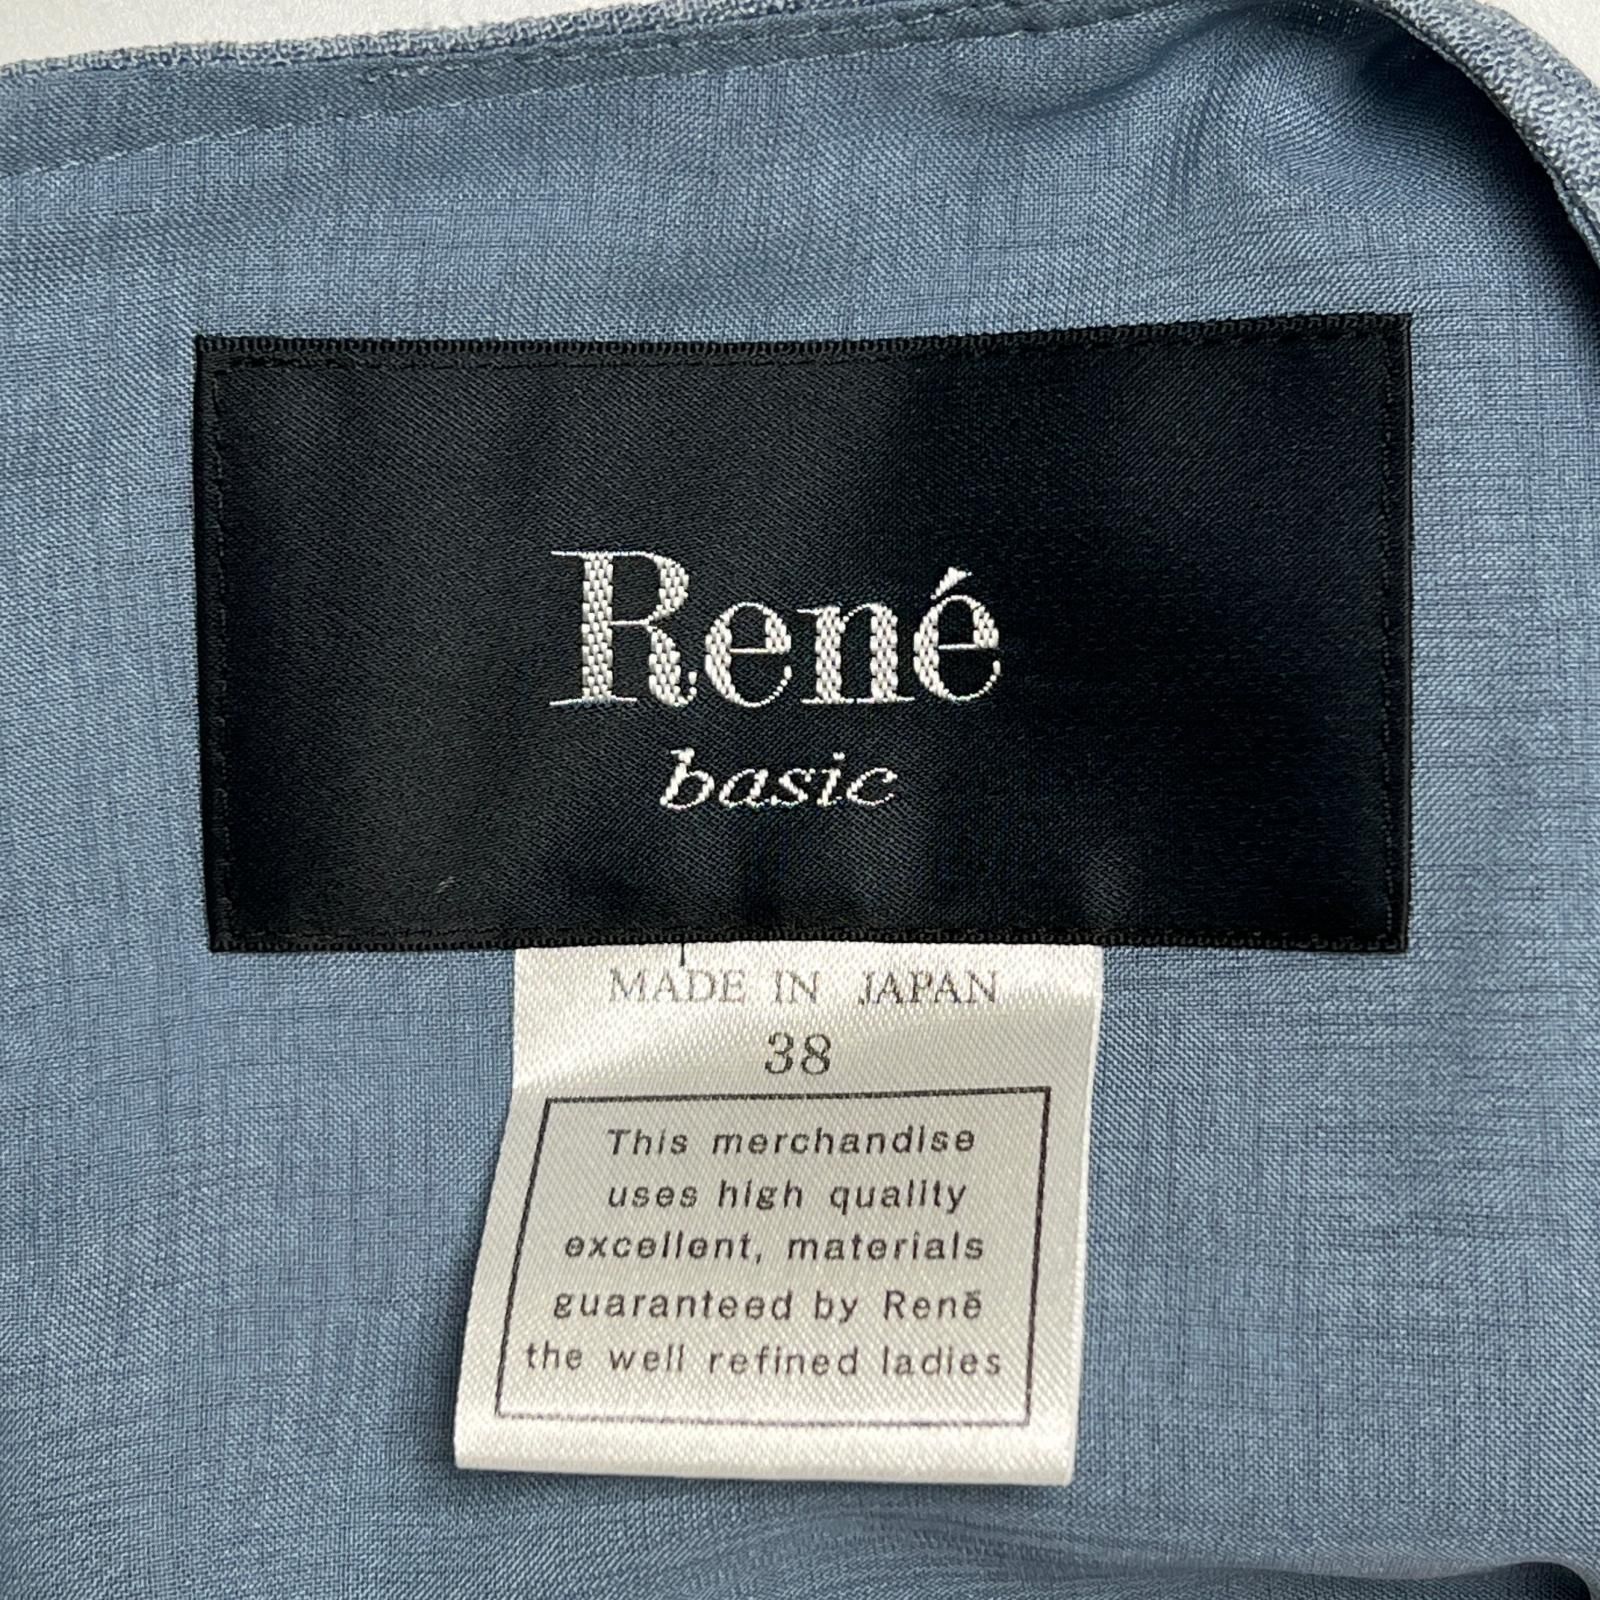 René
basic
MADE IN JAPAN
38
This merchandise
uses high quality
excellent, materials
guaranteed by René
the well refined ladies